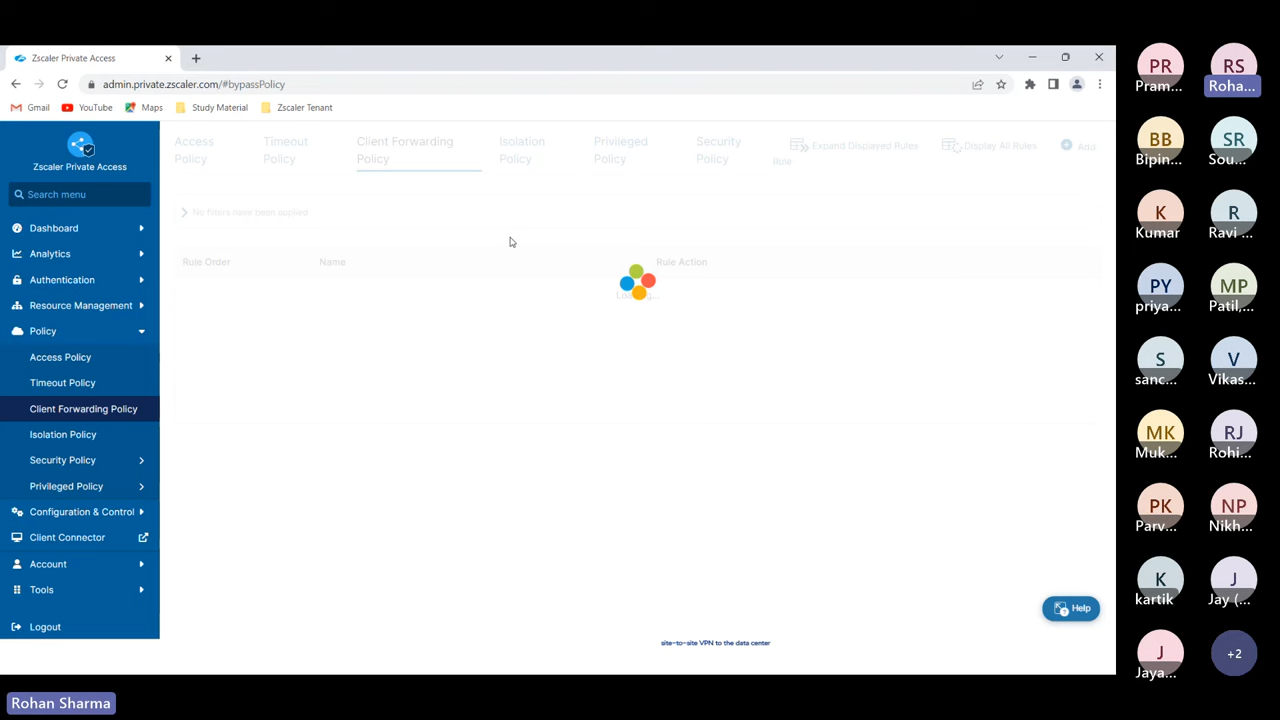 Zscaler Private Access
admin.private.zscaler.com/#bypassPolicy
Gmail
YouTube
Maps
Study Material
Zscaler Tenant
Zscaler Private Access
Search menu
Dashboard
Analytics
Authentication
Resource Management
Policy
Access Policy
Timeout Policy
Client Forwarding Policy
Isolation Policy
Security Policy
Privileged Policy
Configuration & Control
Client Connector
Account
Tools
Logout
Access
Policy
Timeout
Policy
Client Forwarding
Policy
Isolation
Policy
Privileged
Policy
Security
Policy
Expand Displayed Rules
Display All Rules
Add
Rule
No filters have been applied
Rule Order
Name
Rule Action
Help
site-to-site VPN to the data center
PR
Pram...
RS
Roha...
BB
Bipin...
SR
Sou...
K
Kumar
R
Ravi ...
PY
priya...
MP
Patil,...
S
sanc...
V
Vikas...
MK
Muk...
RJ
Rohi...
PK
Parv...
NP
Nikh...
K
kartik
J
Jay (...
J
Jaya...
+2
Rohan Sharma